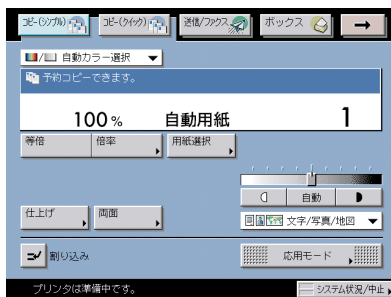 コピー(シンプル)
コピー(クイック)
送信/ファクス
ボックス
自動カラー選択
予約コピーできます。
100%
自動用紙
1
等倍
倍率
用紙選択
自動
仕上げ
両面
文字/写真/地図
割り込み
応用モード
プリンタは準備中です。
システム状況/中止